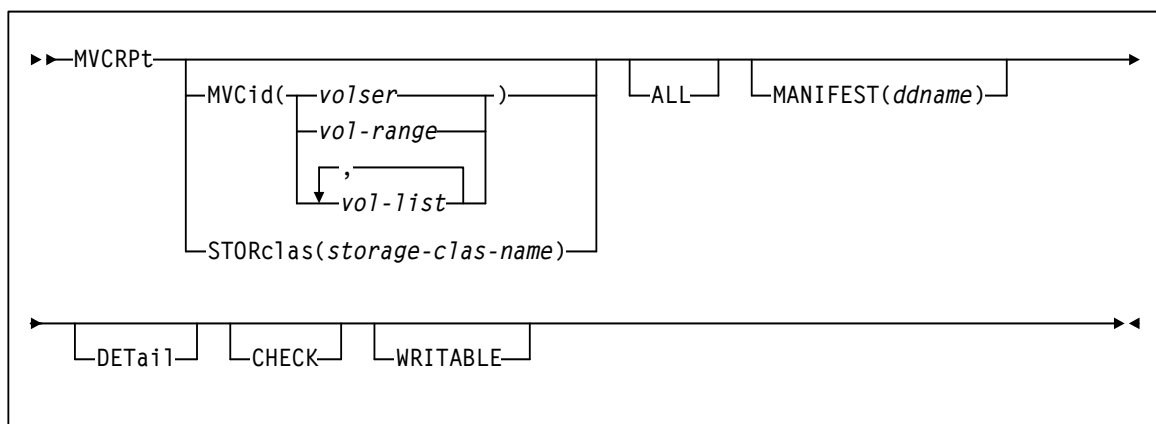 MVCRPt
MVCid( volser )
ALL
MANIFEST(ddname)
vol-range
,
vol-list
STORclas(storage-clas-name)
DETail
CHECK
WRITABLE